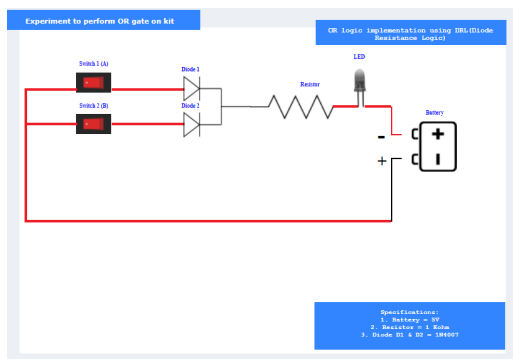 Experiment to perform OR gate on kit
OR logic implementation using DRL(Diode
Resistance Logic)
LED
Switch 1 (A)
Diode 1
Resistor
Switch 2 (B)
Diode 2
Battery
-
+
Specifications:
1. Battery = 5V
2. Resistor = 1 Kohm
3. Diode D1 & D2 = 1N4007